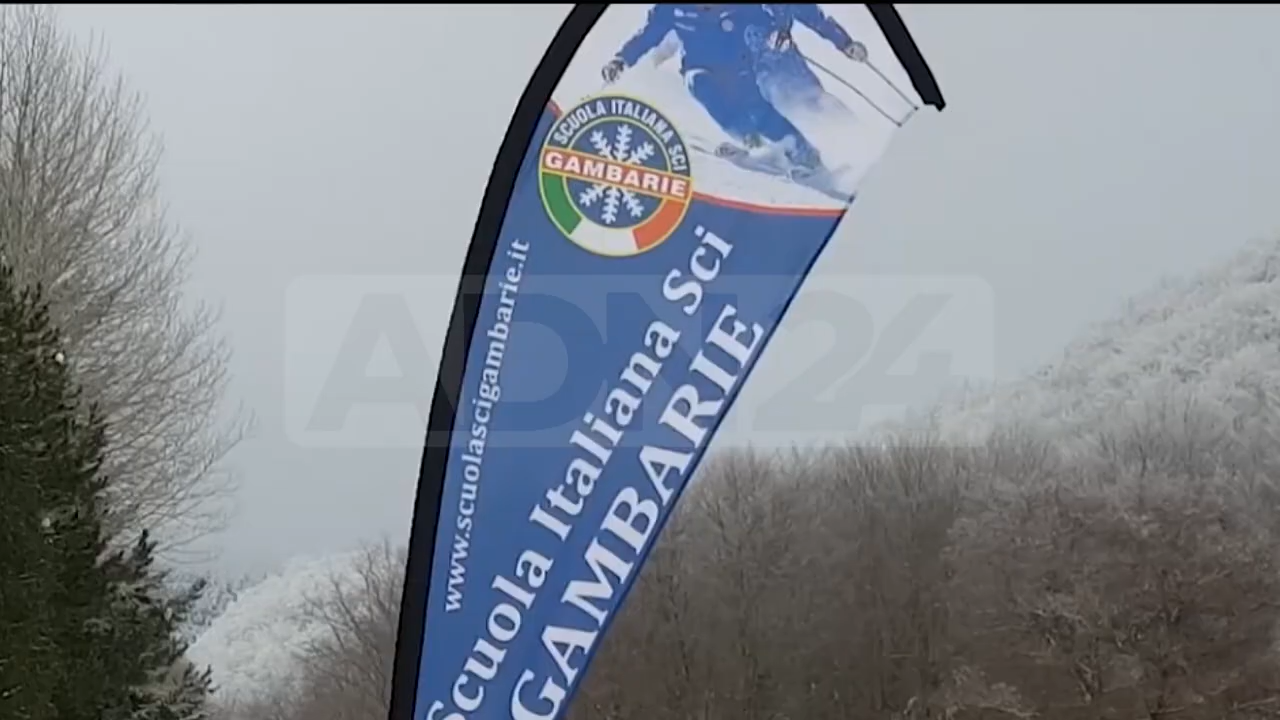 SCUOLA ITALIANA SCI
GAMBARIE
www.scuolascigambarie.it
Scuola Italiana Sci
GAMBARIE
ADN24